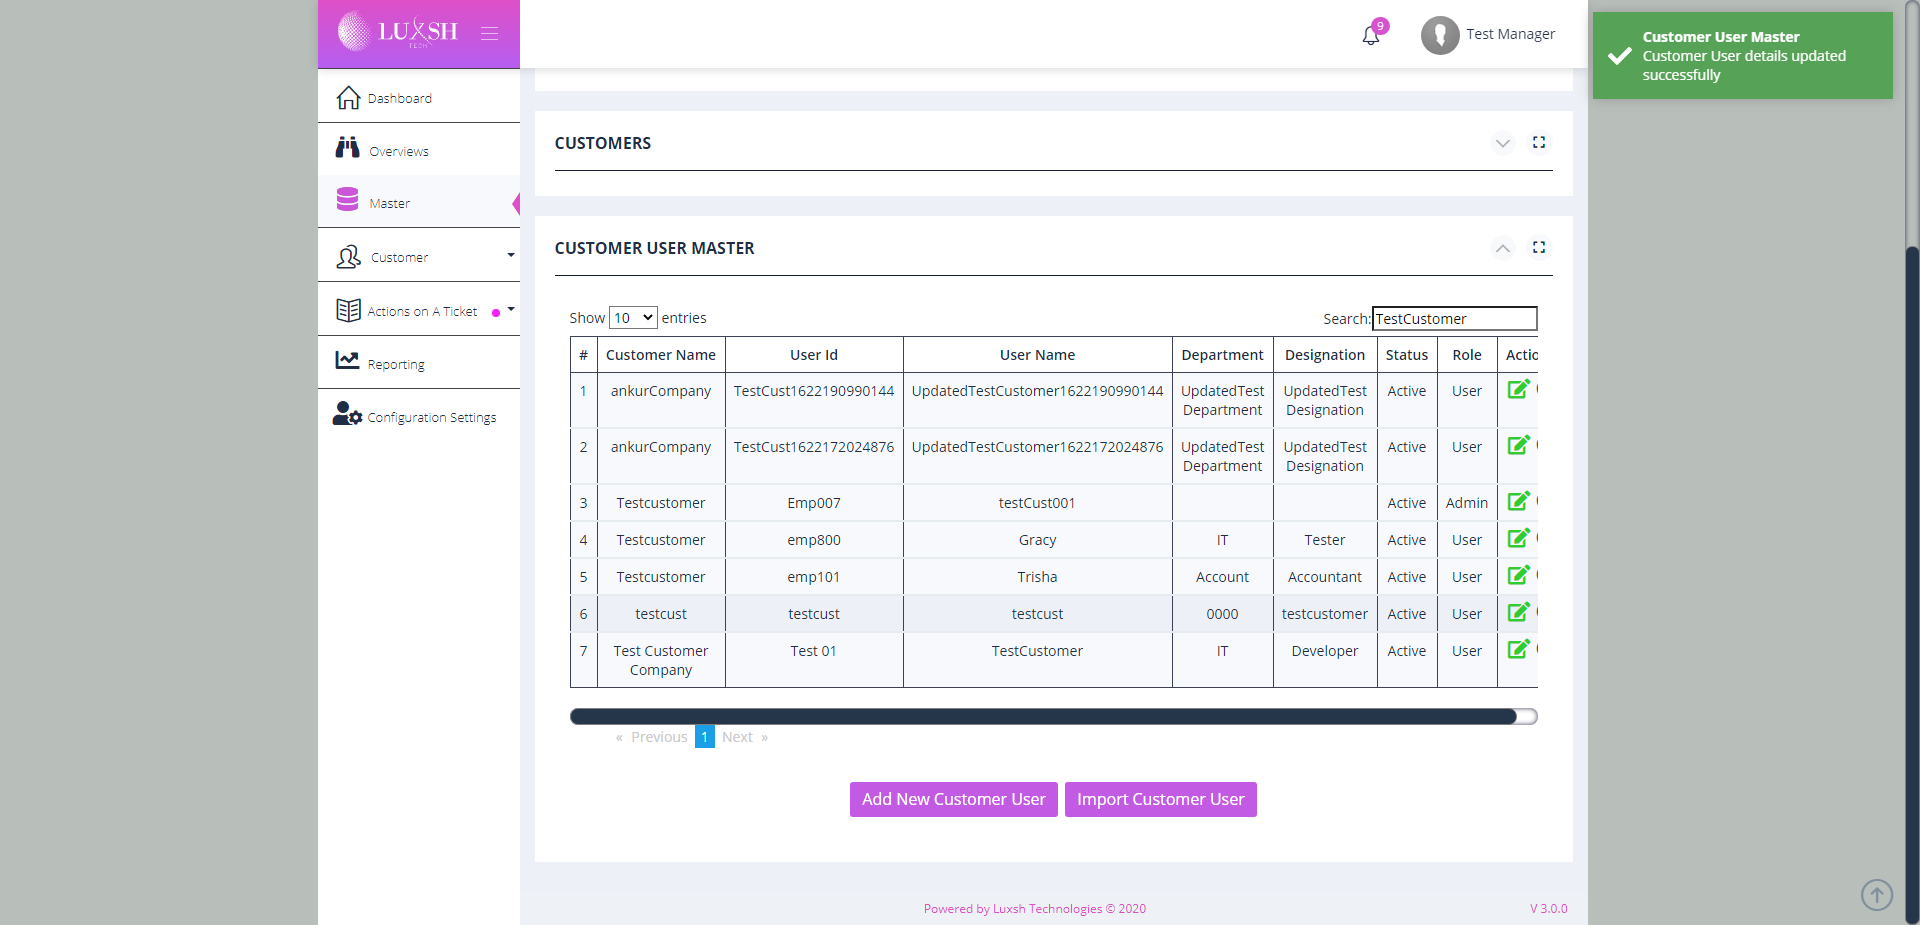 LUXSH
TECH
9
Test Manager
Customer User Master
Customer User details updated
successfully
Dashboard
Overviews
Master
Customer
Actions on A Ticket
Reporting
Configuration Settings
CUSTOMERS
CUSTOMER USER MASTER
Show 10 entries
Search: TestCustomer
# Customer Name User Id User Name Department Designation Status Role Actio
1 ankurCompany TestCust1622190990144 UpdatedTestCustomer1622190990144 UpdatedTest UpdatedTest Active User
Department Designation
2 ankurCompany TestCust1622172024876 UpdatedTestCustomer1622172024876 UpdatedTest UpdatedTest Active User
Department Designation
3 Testcustomer Emp007 testCust001 Active Admin
4 Testcustomer emp800 Gracy IT Tester Active User
5 Testcustomer emp101 Trisha Account Accountant Active User
6 testcust testcust testcust 0000 testcustomer Active User
7 Test Customer Test 01 TestCustomer IT Developer Active User
Company
« Previous 1 Next »
Add New Customer User Import Customer User
Powered by Luxsh Technologies © 2020
V 3.0.0